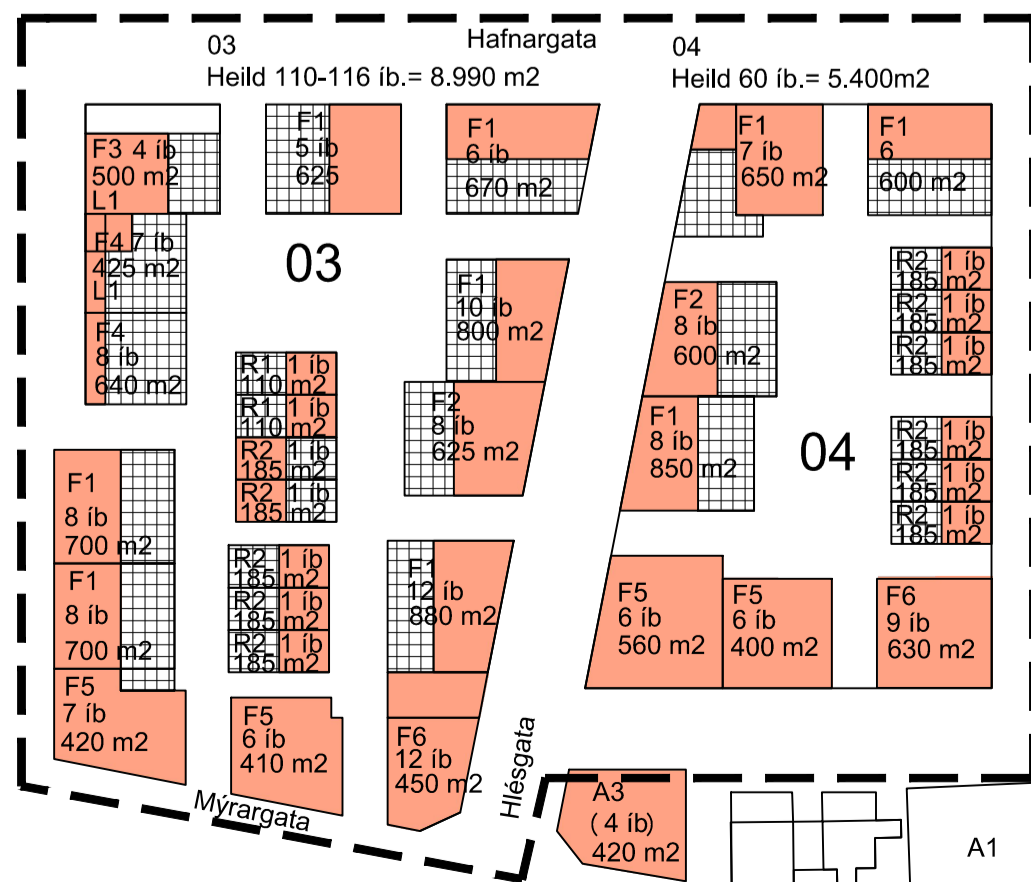 Hafnargata
03
Heild 110-116 íb.= 8.990 m2
04
Heild 60 íb.= 5.400m2
F3 4 íb
500 m2
L1
F1
5 íb
625
F1
6 íb
670 m2
F1
7 íb
650 m2
F1
6
600 m2
F4 7 íb
425 m2
L1
F4
8 íb
640 m2
03
F1
10 íb
800 m2
F2
8 íb
625 m2
R1 1 íb
110 m2
R1 1 íb
110 m2
R2 1 íb
185 m2
R2 1 íb
185 m2
F2
8 íb
600 m2
F1
8 íb
850 m2
04
R2 1 íb
185 m2
R2 1 íb
185 m2
R2 1 íb
185 m2
R2 1 íb
185 m2
R2 1 íb
185 m2
R2 1 íb
185 m2
F1
8 íb
700 m2
F1
8 íb
700 m2
F5
7 íb
420 m2
R2 1 íb
185 m2
R2 1 íb
185 m2
R2 1 íb
185 m2
F5
6 íb
410 m2
F1
12 íb
880 m2
F6
12 íb
450 m2
F5
6 íb
560 m2
F5
6 íb
400 m2
F6
9 íb
630 m2
Hlésgata
Mýrargata
A3
( 4 íb)
420 m2
A1